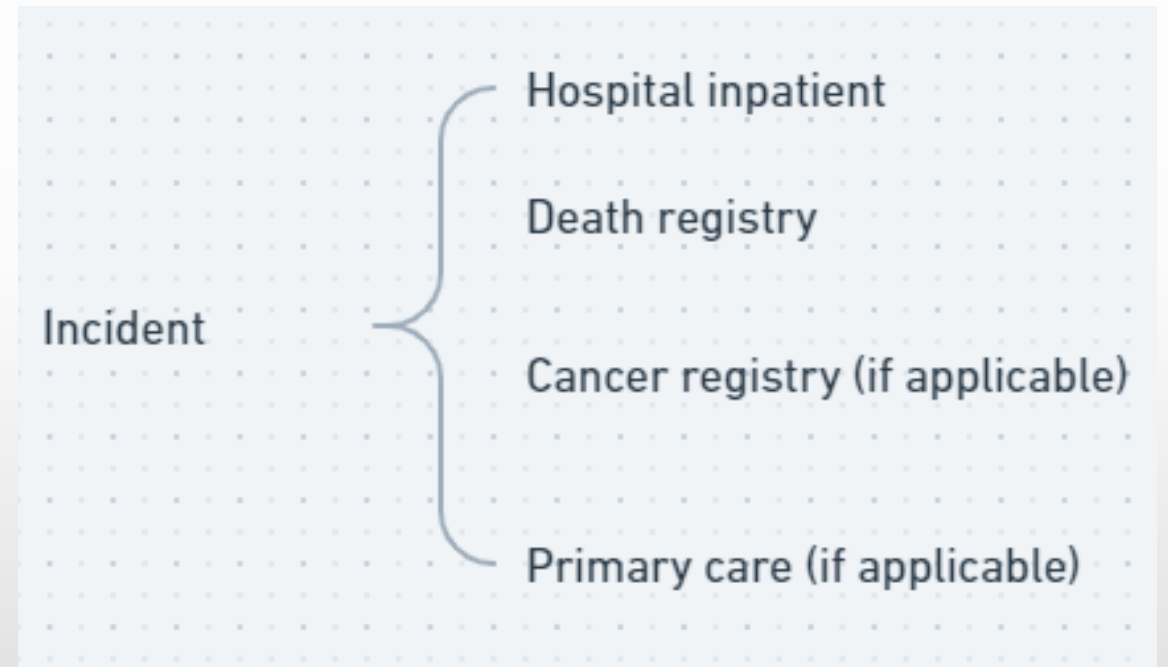 Hospital inpatient
Death registry
Incident
Cancer registry (if applicable)
Primary care (if applicable)